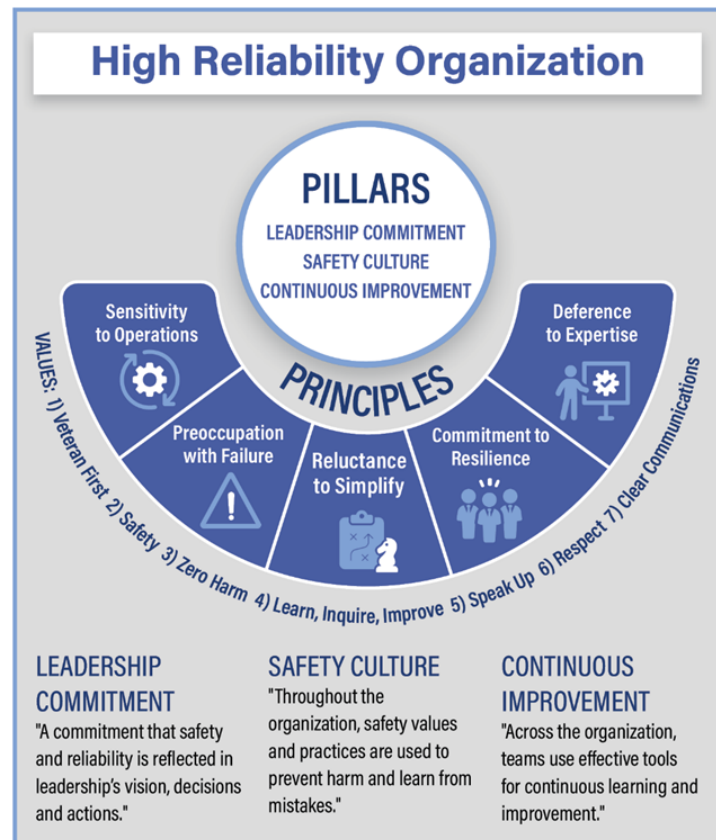 High Reliability Organization
PILLARS
LEADERSHIP COMMITMENT
SAFETY CULTURE
CONTINUOUS IMPROVEMENT
PRINCIPLES
Sensitivity
to Operations
Preoccupation
with Failure
Reluctance
to Simplify
Commitment to
Resilience
Deference
to Expertise
VALUES: 1) Veteran First 2) Safety 3) Zero Harm 4) Learn, Inquire, Improve 5) Speak Up 6) Respect 7) Clear Communications
LEADERSHIP
COMMITMENT
"A commitment that safety
and reliability is reflected in
leadership's vision, decisions
and actions."
SAFETY CULTURE
"Throughout the
organization, safety values
and practices are used to
prevent harm and learn from
mistakes."
CONTINUOUS
IMPROVEMENT
"Across the organization,
teams use effective tools
for continuous learning and
improvement."